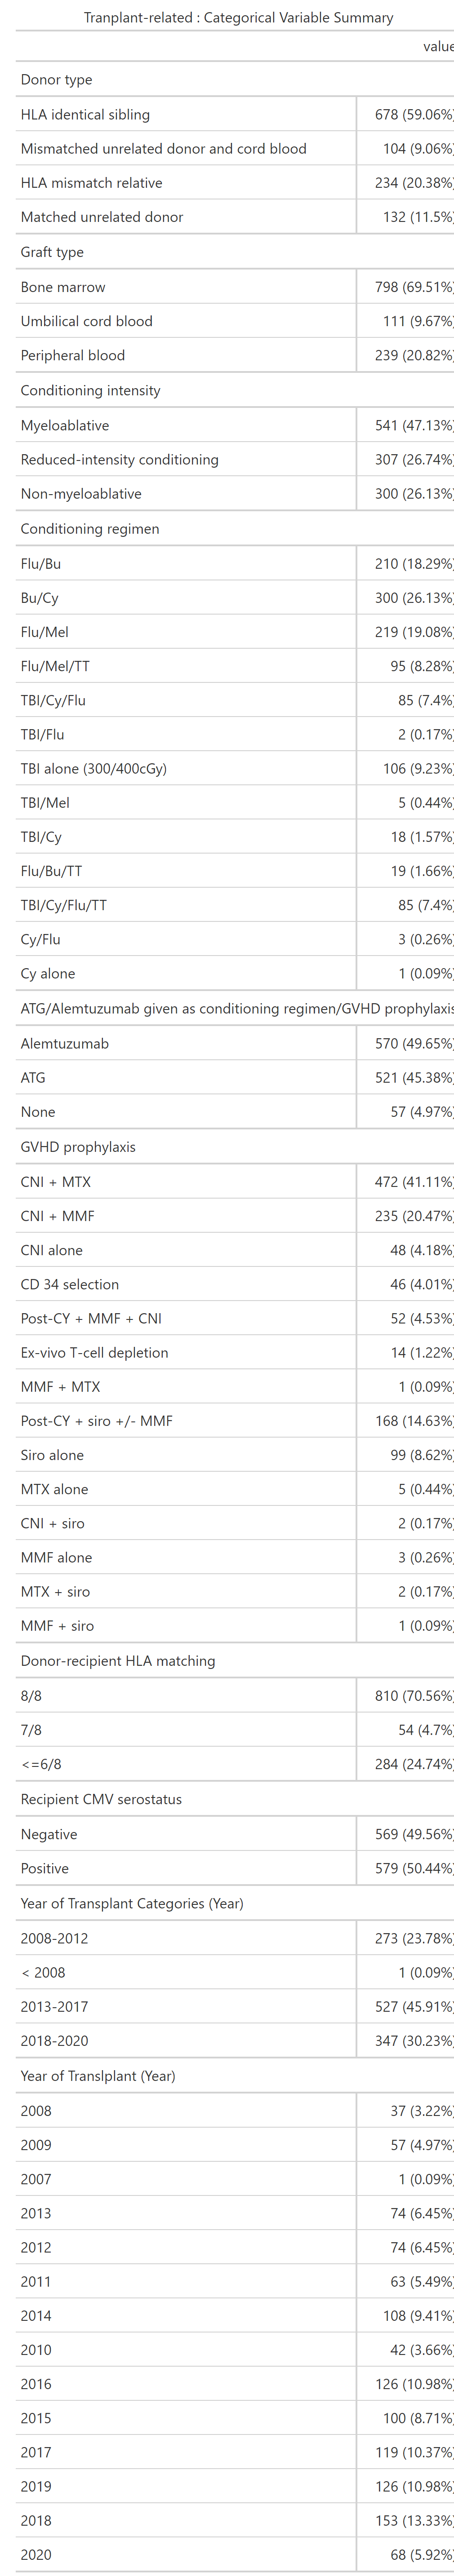 Tranplant-related : Categorical Variable Summary
value
Donor type
HLA identical sibling 678 (59.06%)
Mismatched unrelated donor and cord blood 104 (9.06%)
HLA mismatch relative 234 (20.38%)
Matched unrelated donor 132 (11.5%)
Graft type
Bone marrow 798 (69.51%)
Umbilical cord blood 111 (9.67%)
Peripheral blood 239 (20.82%)
Conditioning intensity
Myeloablative 541 (47.13%)
Reduced-intensity conditioning 307 (26.74%)
Non-myeloablative 300 (26.13%)
Conditioning regimen
Flu/Bu 210 (18.29%)
Bu/Cy 300 (26.13%)
Flu/Mel 219 (19.08%)
Flu/Mel/TT 95 (8.28%)
TBI/Cy/Flu 85 (7.4%)
TBI/Flu 2 (0.17%)
TBI alone (300/400cGy) 106 (9.23%)
TBI/Mel 5 (0.44%)
TBI/Cy 18 (1.57%)
Flu/Bu/TT 19 (1.66%)
TBI/Cy/Flu/TT 85 (7.4%)
Cy/Flu 3 (0.26%)
Cy alone 1 (0.09%)
ATG/Alemtuzumab given as conditioning regimen/GVHD prophylaxis
Alemtuzumab 570 (49.65%)
ATG 521 (45.38%)
None 57 (4.97%)
GVHD prophylaxis
CNI + MTX 472 (41.11%)
CNI + MMF 235 (20.47%)
CNI alone 48 (4.18%)
CD 34 selection 46 (4.01%)
Post-CY + MMF + CNI 52 (4.53%)
Ex-vivo T-cell depletion 14 (1.22%)
MMF + MTX 1 (0.09%)
Post-CY + siro +/- MMF 168 (14.63%)
Siro alone 99 (8.62%)
MTX alone 5 (0.44%)
CNI + siro 2 (0.17%)
MMF alone 3 (0.26%)
MTX + siro 2 (0.17%)
MMF + siro 1 (0.09%)
Donor-recipient HLA matching
8/8 810 (70.56%)
7/8 54 (4.7%)
<=6/8 284 (24.74%)
Recipient CMV serostatus
Negative 569 (49.56%)
Positive 579 (50.44%)
Year of Transplant Categories (Year)
2008-2012 273 (23.78%)
< 2008 1 (0.09%)
2013-2017 527 (45.91%)
2018-2020 347 (30.23%)
Year of Translplant (Year)
2008 37 (3.22%)
2009 57 (4.97%)
2007 1 (0.09%)
2013 74 (6.45%)
2012 74 (6.45%)
2011 63 (5.49%)
2014 108 (9.41%)
2010 42 (3.66%)
2016 126 (10.98%)
2015 100 (8.71%)
2017 119 (10.37%)
2019 126 (10.98%)
2018 153 (13.33%)
2020 68 (5.92%)